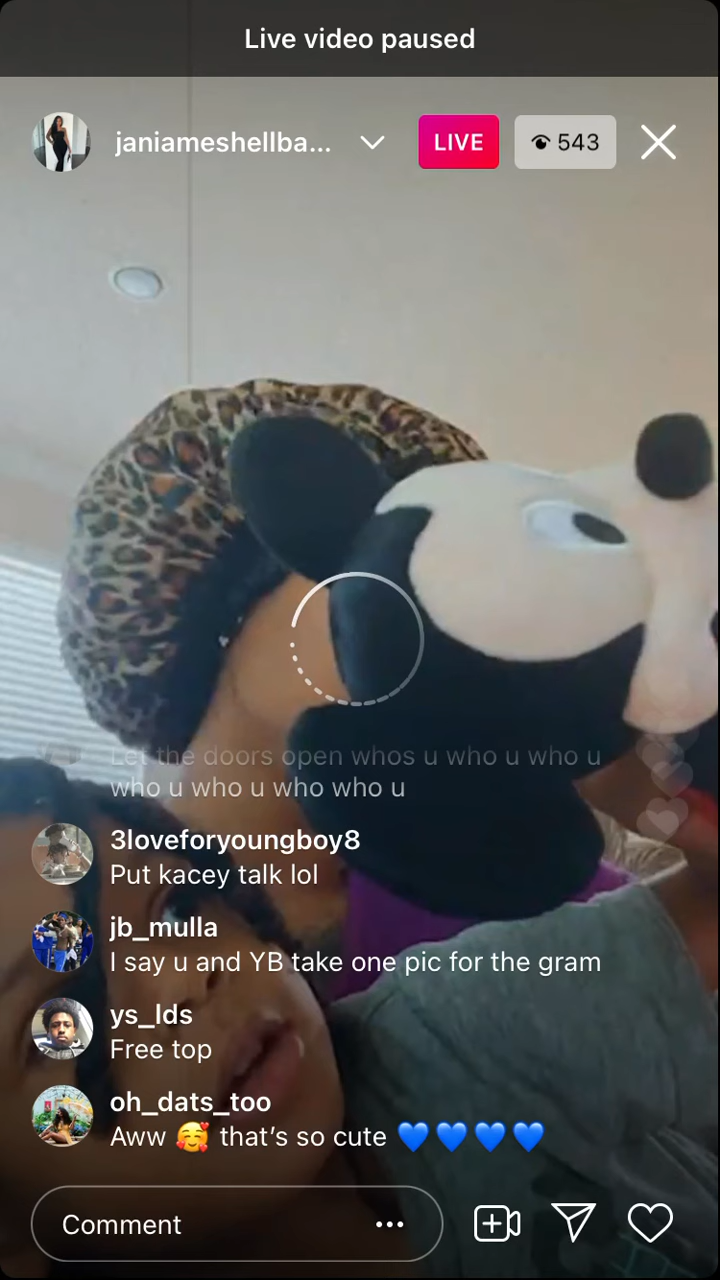 Live video paused
janiameshellba...
LIVE
543
Let the doors open whos u who u who u
who u who u who who u
3loveforyoungboy8
Put kacey talk lol
jb_mulla
I say u and YB take one pic for the gram
ys_lds
Free top
oh_dats_too
Aww 🥰 that’s so cute 💙💙💙💙
Comment